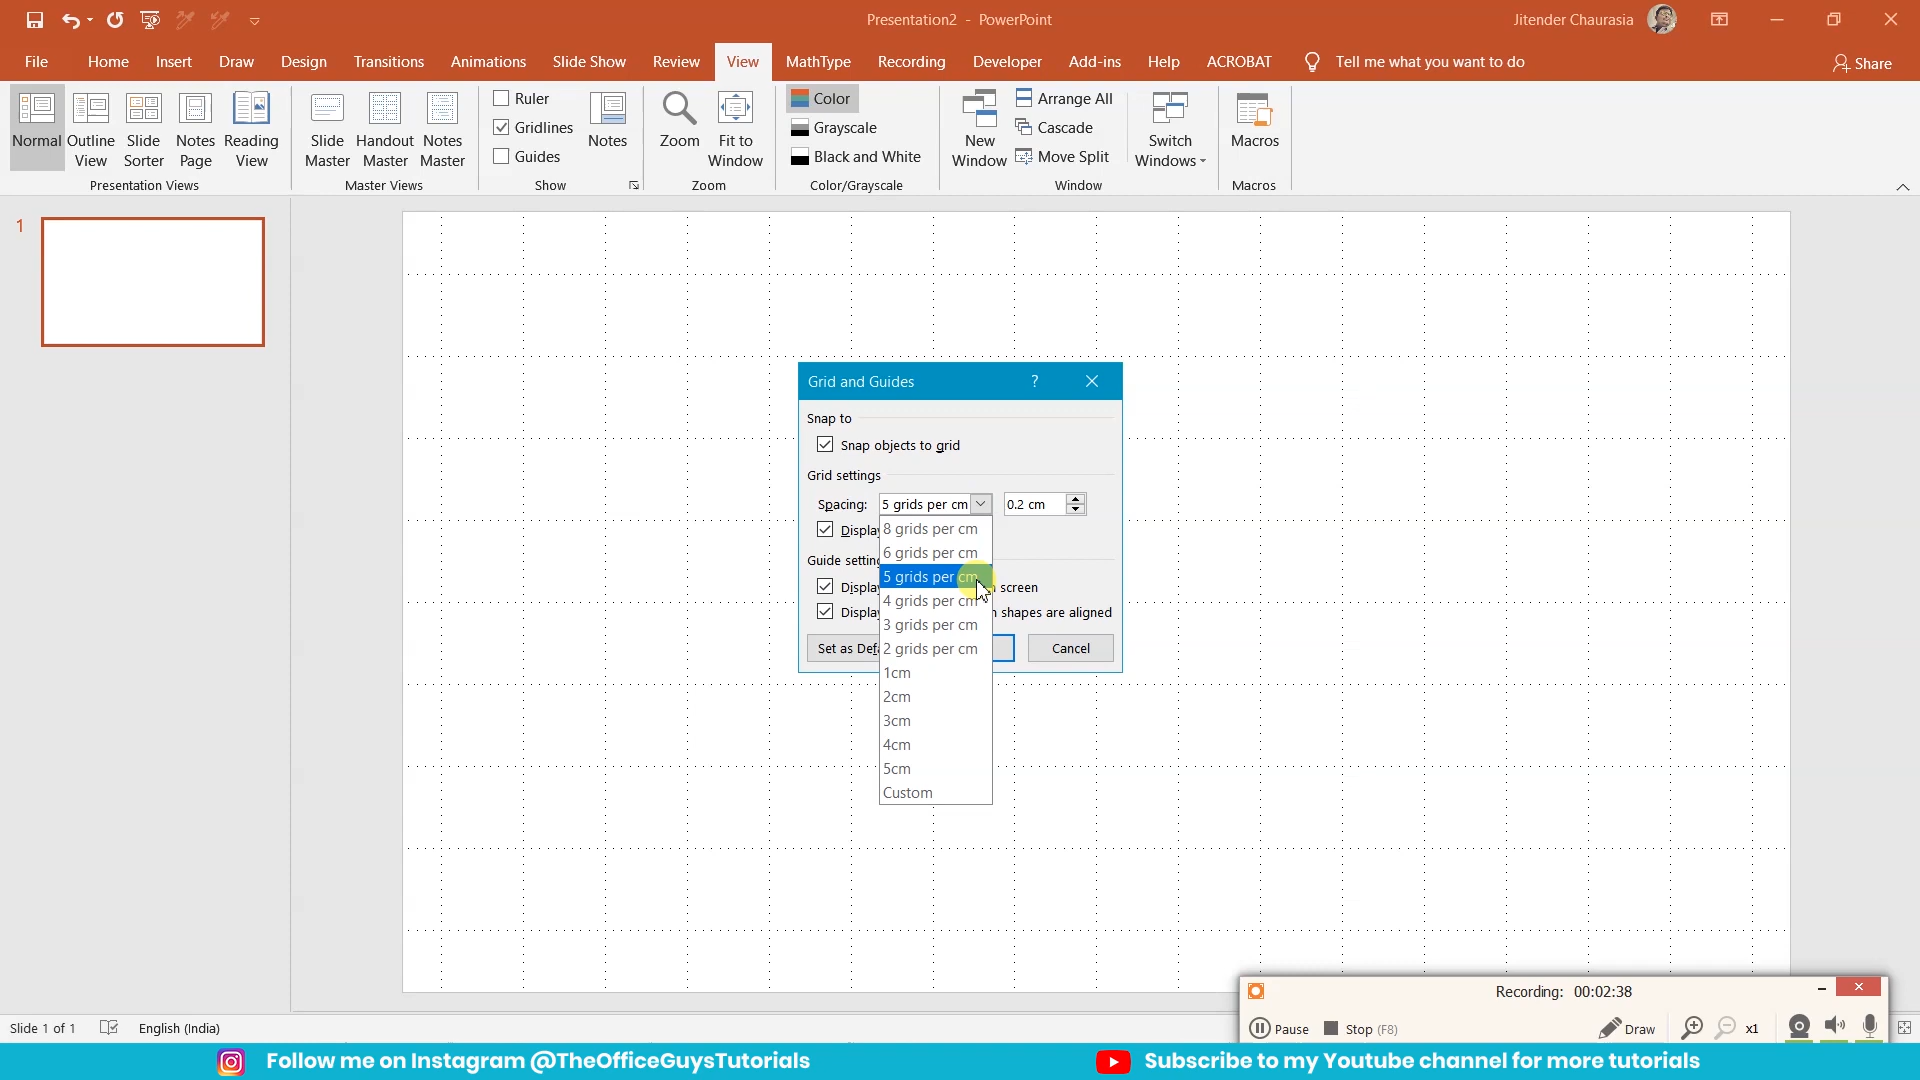 Presentation2 - PowerPoint
Jitender Chaurasia
File Home Insert Draw Design Transitions Animations Slide Show Review View MathType Recording Developer Add-ins Help ACROBAT Tell me what you want to do Share
Normal
Outline View
Slide Sorter
Notes Page
Reading View
Presentation Views
Slide Master
Handout Master
Notes Master
Master Views
Ruler
Gridlines
Guides
Notes
Show
Zoom
Fit to Window
Zoom
Color
Grayscale
Black and White
Color/Grayscale
New Window
Arrange All
Cascade
Move Split
Switch Windows
Window
Macros
Macros
1
Grid and Guides ?
Snap to
Snap objects to grid
Grid settings
Spacing: 5 grids per cm 0.2 cm
Display
8 grids per cm
6 grids per cm
Guide setting
5 grids per cm
Display screen
4 grids per cm
Display shapes are aligned
3 grids per cm
Set as Defa
2 grids per cm
Cancel
1cm
2cm
3cm
4cm
5cm
Custom
Recording: 00:02:38
Pause Stop (F8) Draw x1
Slide 1 of 1 English (India)
Follow me on Instagram @TheOfficeGuysTutorials
Subscribe to my Youtube channel for more tutorials